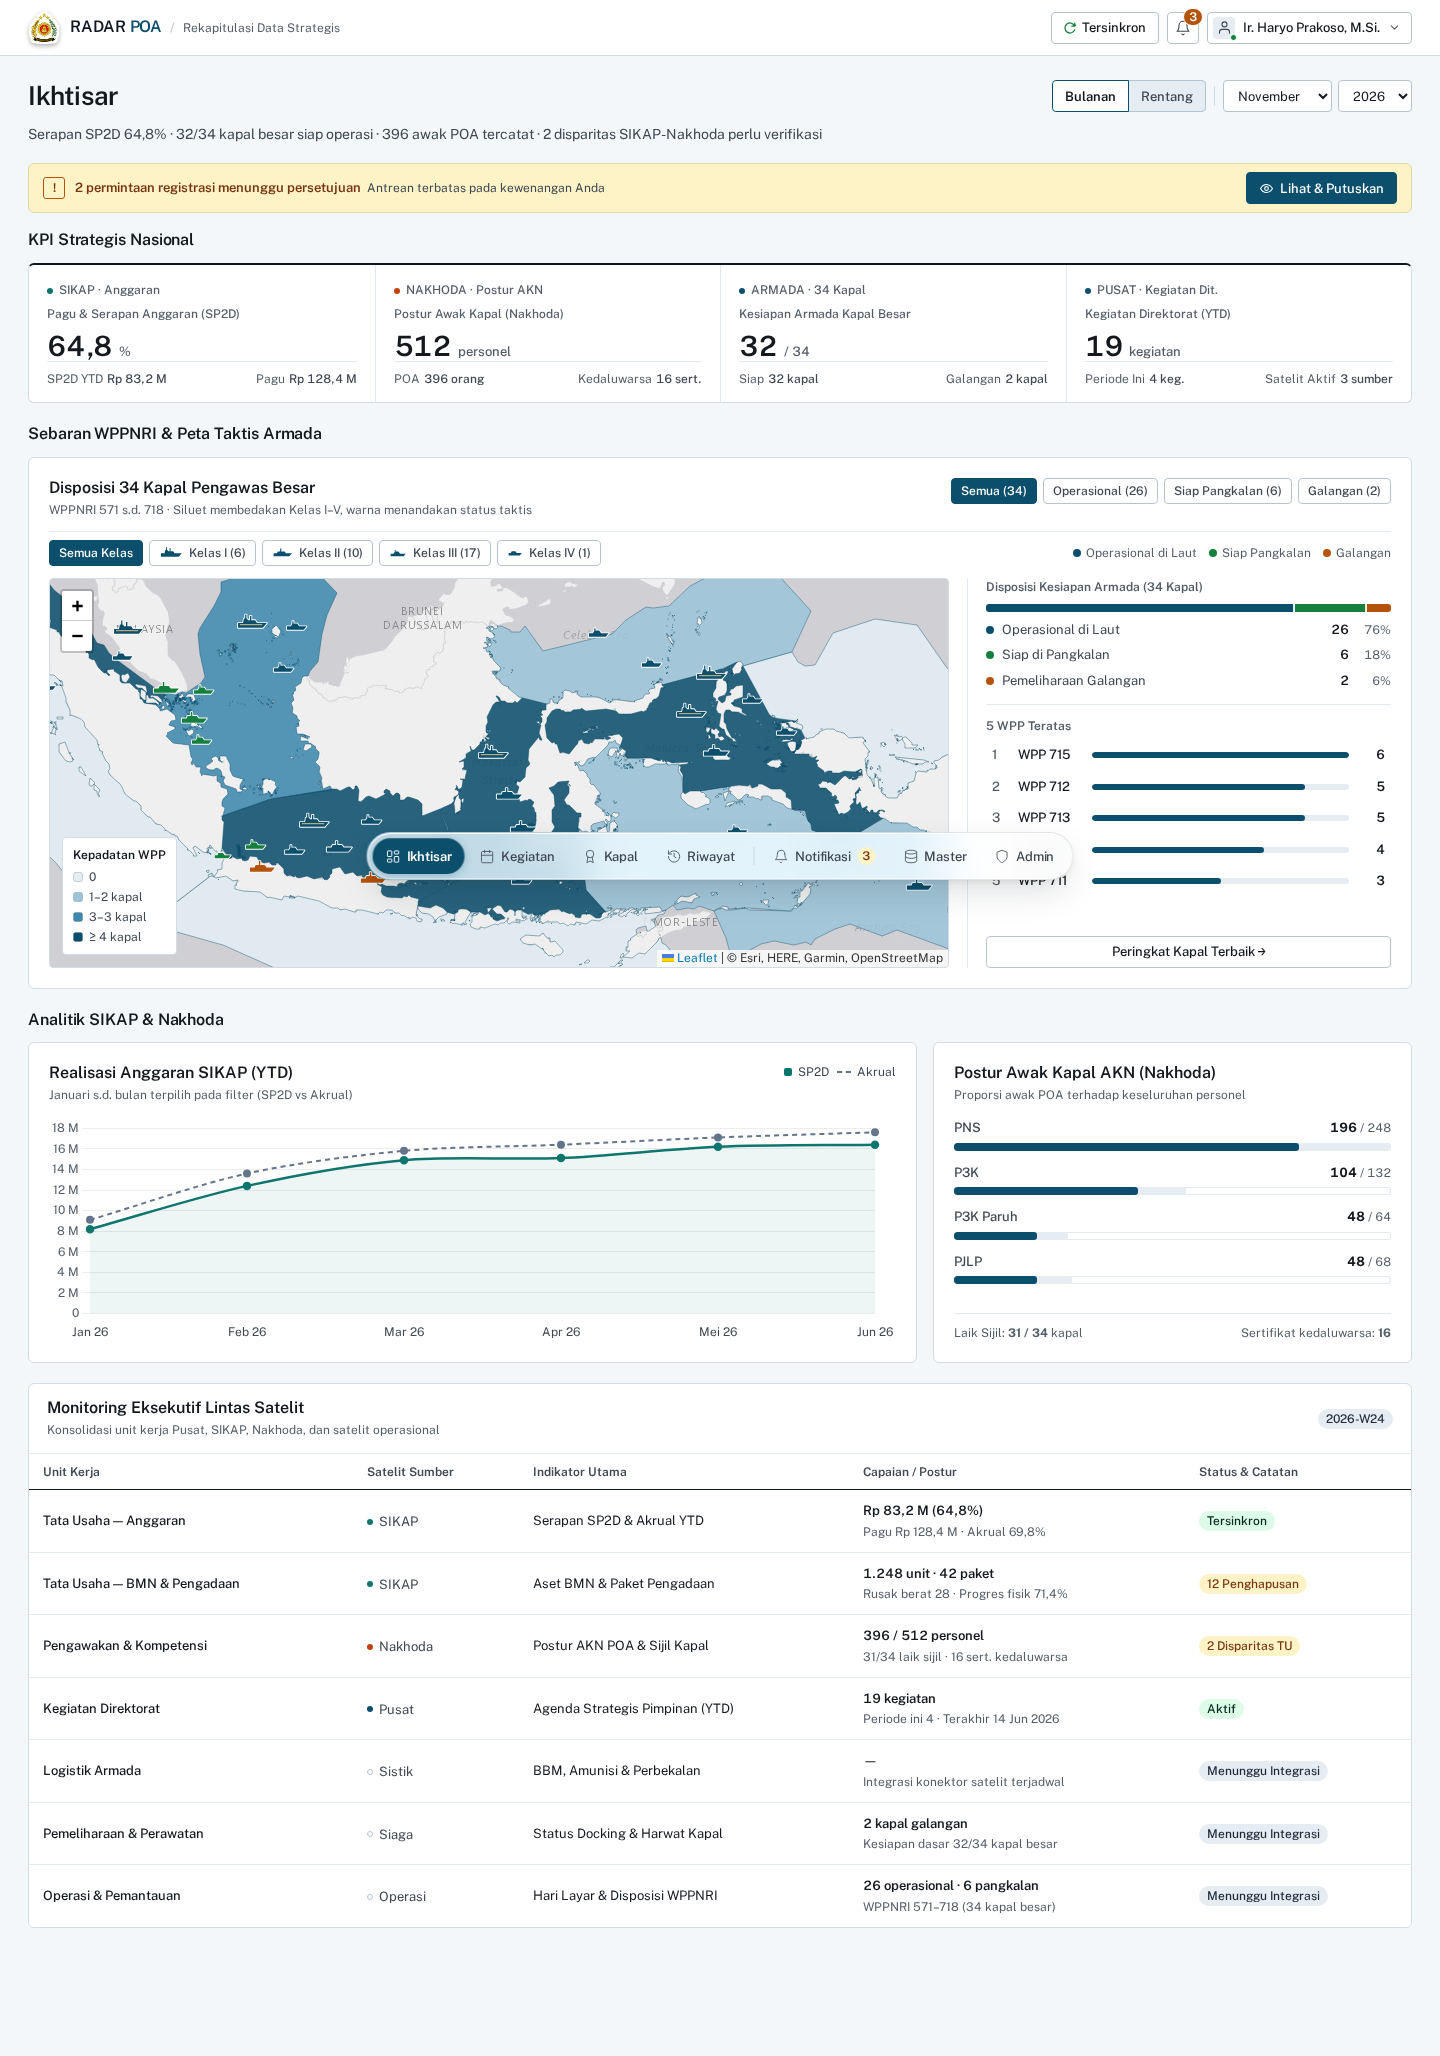 RADAR POA / Rekapitulasi Data Strategis
Tersinkron
3
Ir. Haryo Prakoso, M.Si.
Ikhtisar
Bulanan Rentang November 2026
Serapan SP2D 64,8% · 32/34 kapal besar siap operasi · 396 awak POA tercatat · 2 disparitas SIKAP-Nakhoda perlu verifikasi
! 2 permintaan registrasi menunggu persetujuan Antrean terbatas pada kewenangan Anda
Lihat & Putuskan
KPI Strategis Nasional
SIKAP · Anggaran
Pagu & Serapan Anggaran (SP2D)
64,8 %
SP2D YTD Rp 83,2 M Pagu Rp 128,4 M
NAKHODA · Postur AKN
Postur Awak Kapal (Nakhoda)
512 personel
POA 396 orang Kedaluwarsa 16 sert.
ARMADA · 34 Kapal
Kesiapan Armada Kapal Besar
32 / 34
Siap 32 kapal Galangan 2 kapal
PUSAT · Kegiatan Dit.
Kegiatan Direktorat (YTD)
19 kegiatan
Periode Ini 4 keg. Satelit Aktif 3 sumber
Sebaran WPPNRI & Peta Taktis Armada
Disposisi 34 Kapal Pengawas Besar
WPPNRI 571 s.d. 718 · Siluet membedakan Kelas I–V, warna menandakan status taktis
Semua (34) Operasional (26) Siap Pangkalan (6) Galangan (2)
Semua Kelas Kelas I (6) Kelas II (10) Kelas III (17) Kelas IV (1)
Operasional di Laut Siap Pangkalan Galangan
+
−
AYSIA
BRUNEI
DARUSSALAM
MOR-LESTE
Kepadatan WPP
0
1–2 kapal
3–3 kapal
≥ 4 kapal
Leaflet | © Esri, HERE, Garmin, OpenStreetMap
Disposisi Kesiapan Armada (34 Kapal)
Operasional di Laut 26 76%
Siap di Pangkalan 6 18%
Pemeliharaan Galangan 2 6%
5 WPP Teratas
1 WPP 715 6
2 WPP 712 5
3 WPP 713 5
4
5 WPP 711 3
Peringkat Kapal Terbaik →
Ikhtisar Kegiatan Kapal Riwayat Notifikasi 3 Master Admin
Analitik SIKAP & Nakhoda
Realisasi Anggaran SIKAP (YTD)
Januari s.d. bulan terpilih pada filter (SP2D vs Akrual)
SP2D Akrual
18 M
16 M
14 M
12 M
10 M
8 M
6 M
4 M
2 M
0
Jan 26 Feb 26 Mar 26 Apr 26 Mei 26 Jun 26
Postur Awak Kapal AKN (Nakhoda)
Proporsi awak POA terhadap keseluruhan personel
PNS 196 / 248
P3K 104 / 132
P3K Paruh 48 / 64
PJLP 48 / 68
Laik Sijil: 31 / 34 kapal Sertifikat kedaluwarsa: 16
Monitoring Eksekutif Lintas Satelit
Konsolidasi unit kerja Pusat, SIKAP, Nakhoda, dan satelit operasional
2026-W24
Unit Kerja Satelit Sumber Indikator Utama Capaian / Postur Status & Catatan
Tata Usaha — Anggaran SIKAP Serapan SP2D & Akrual YTD Rp 83,2 M (64,8%) Tersinkron
Pagu Rp 128,4 M · Akrual 69,8%
Tata Usaha — BMN & Pengadaan SIKAP Aset BMN & Paket Pengadaan 1.248 unit · 42 paket 12 Penghapusan
Rusak berat 28 · Progres fisik 71,4%
Pengawakan & Kompetensi Nakhoda Postur AKN POA & Sijil Kapal 396 / 512 personel 2 Disparitas TU
31/34 laik sijil · 16 sert. kedaluwarsa
Kegiatan Direktorat Pusat Agenda Strategis Pimpinan (YTD) 19 kegiatan Aktif
Periode ini 4 · Terakhir 14 Jun 2026
Logistik Armada Sistik BBM, Amunisi & Perbekalan — Menunggu Integrasi
Integrasi konektor satelit terjadwal
Pemeliharaan & Perawatan Siaga Status Docking & Harwat Kapal 2 kapal galangan Menunggu Integrasi
Kesiapan dasar 32/34 kapal besar
Operasi & Pemantauan Operasi Hari Layar & Disposisi WPPNRI 26 operasional · 6 pangkalan Menunggu Integrasi
WPPNRI 571–718 (34 kapal besar)